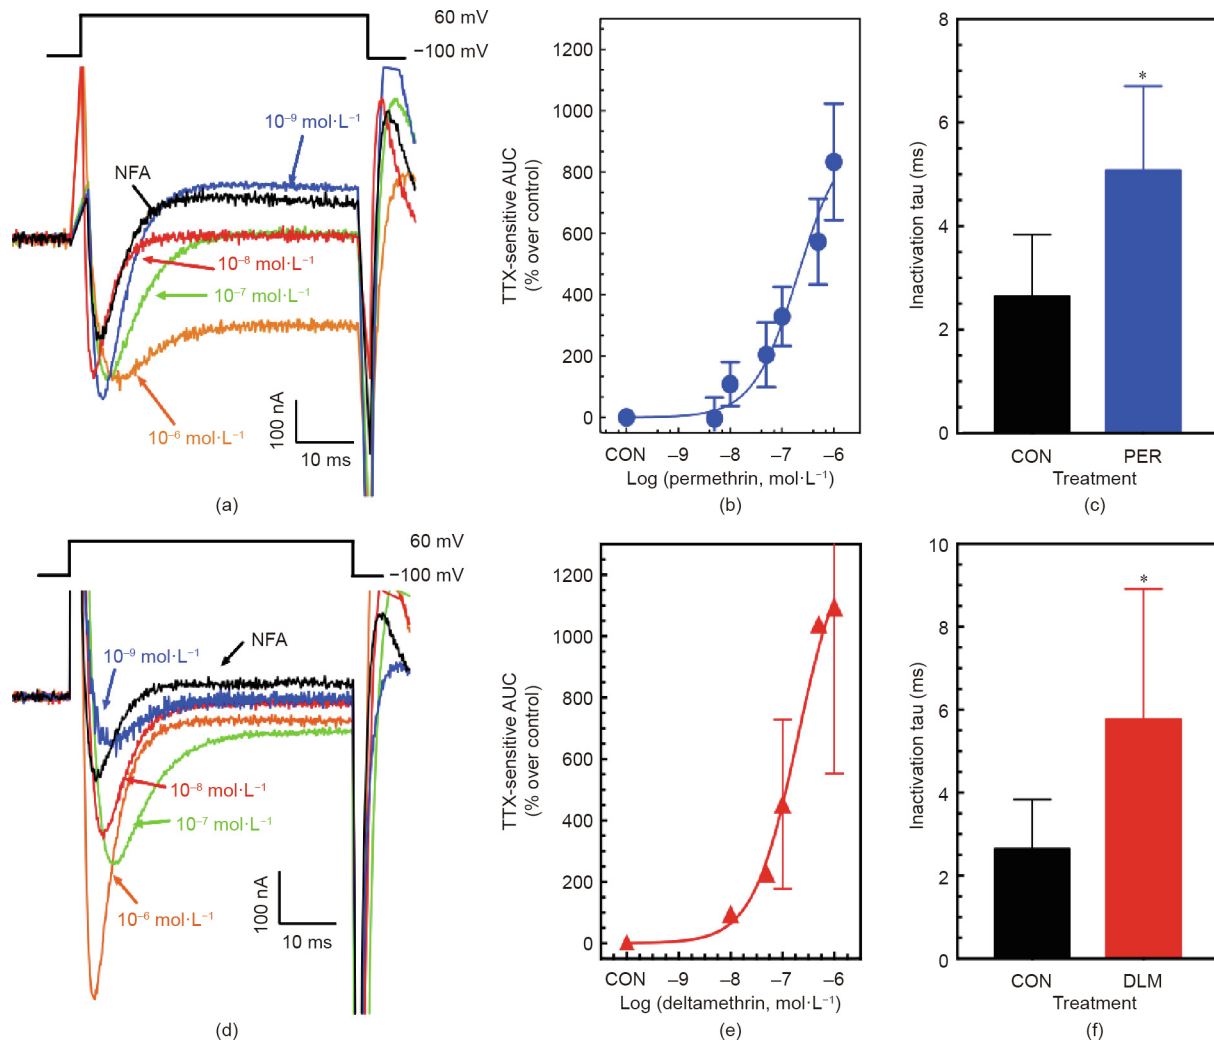 60 mV
−100 mV
10⁻⁹ mol·L⁻¹
NFA
10⁻⁸ mol·L⁻¹
10⁻⁷ mol·L⁻¹
10⁻⁶ mol·L⁻¹
100 nA
10 ms
(a)
TTX-sensitive AUC
(% over control)
1200
1000
800
600
400
200
0
CON –9 –8 –7 –6
Log (permethrin, mol·L⁻¹)
(b)
Inactivation tau (ms)
8
6
4
2
0
*
CON PER
Treatment
(c)
60 mV
−100 mV
NFA
10⁻⁹ mol·L⁻¹
10⁻⁸ mol·L⁻¹
10⁻⁷ mol·L⁻¹
10⁻⁶ mol·L⁻¹
100 nA
10 ms
(d)
TTX-sensitive AUC
(% over control)
1200
1000
800
600
400
200
0
CON –9 –8 –7 –6
Log (deltamethrin, mol·L⁻¹)
(e)
Inactivation tau (ms)
10
8
6
4
2
0
*
CON DLM
Treatment
(f)